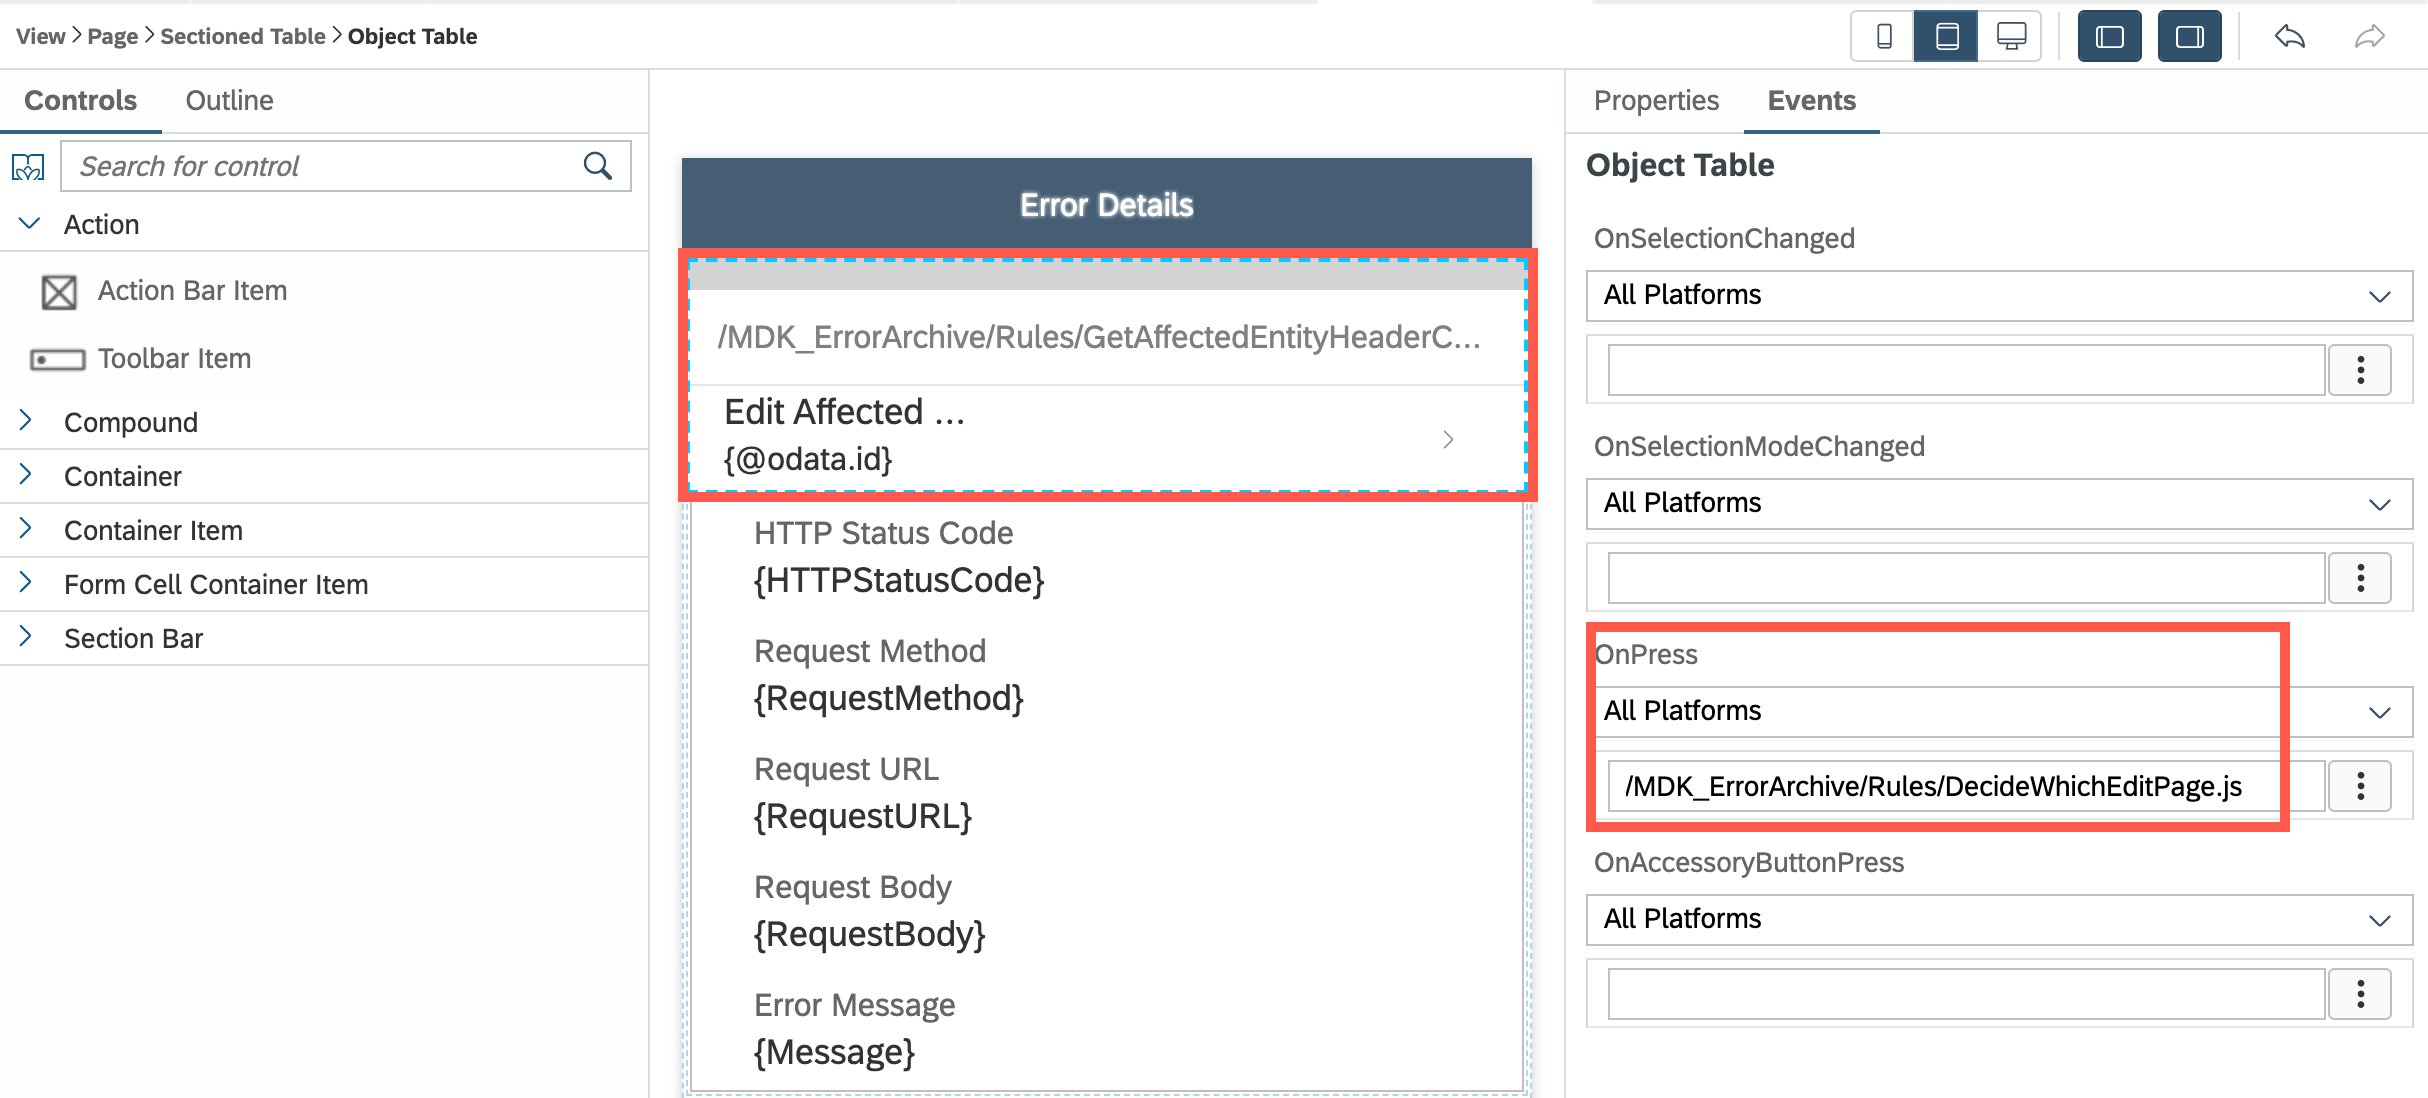 View > Page > Sectioned Table > Object Table
Controls
Outline
Search for control
Action
Action Bar Item
Toolbar Item
Compound
Container
Container Item
Form Cell Container Item
Section Bar
Error Details
/MDK_ErrorArchive/Rules/GetAffectedEntityHeaderC...
Edit Affected ...
{@odata.id}
HTTP Status Code
{HTTPStatusCode}
Request Method
{RequestMethod}
Request URL
{RequestURL}
Request Body
{RequestBody}
Error Message
{Message}
Properties
Events
Object Table
OnSelectionChanged
All Platforms
OnSelectionModeChanged
All Platforms
OnPress
All Platforms
/MDK_ErrorArchive/Rules/DecideWhichEditPage.js
OnAccessoryButtonPress
All Platforms